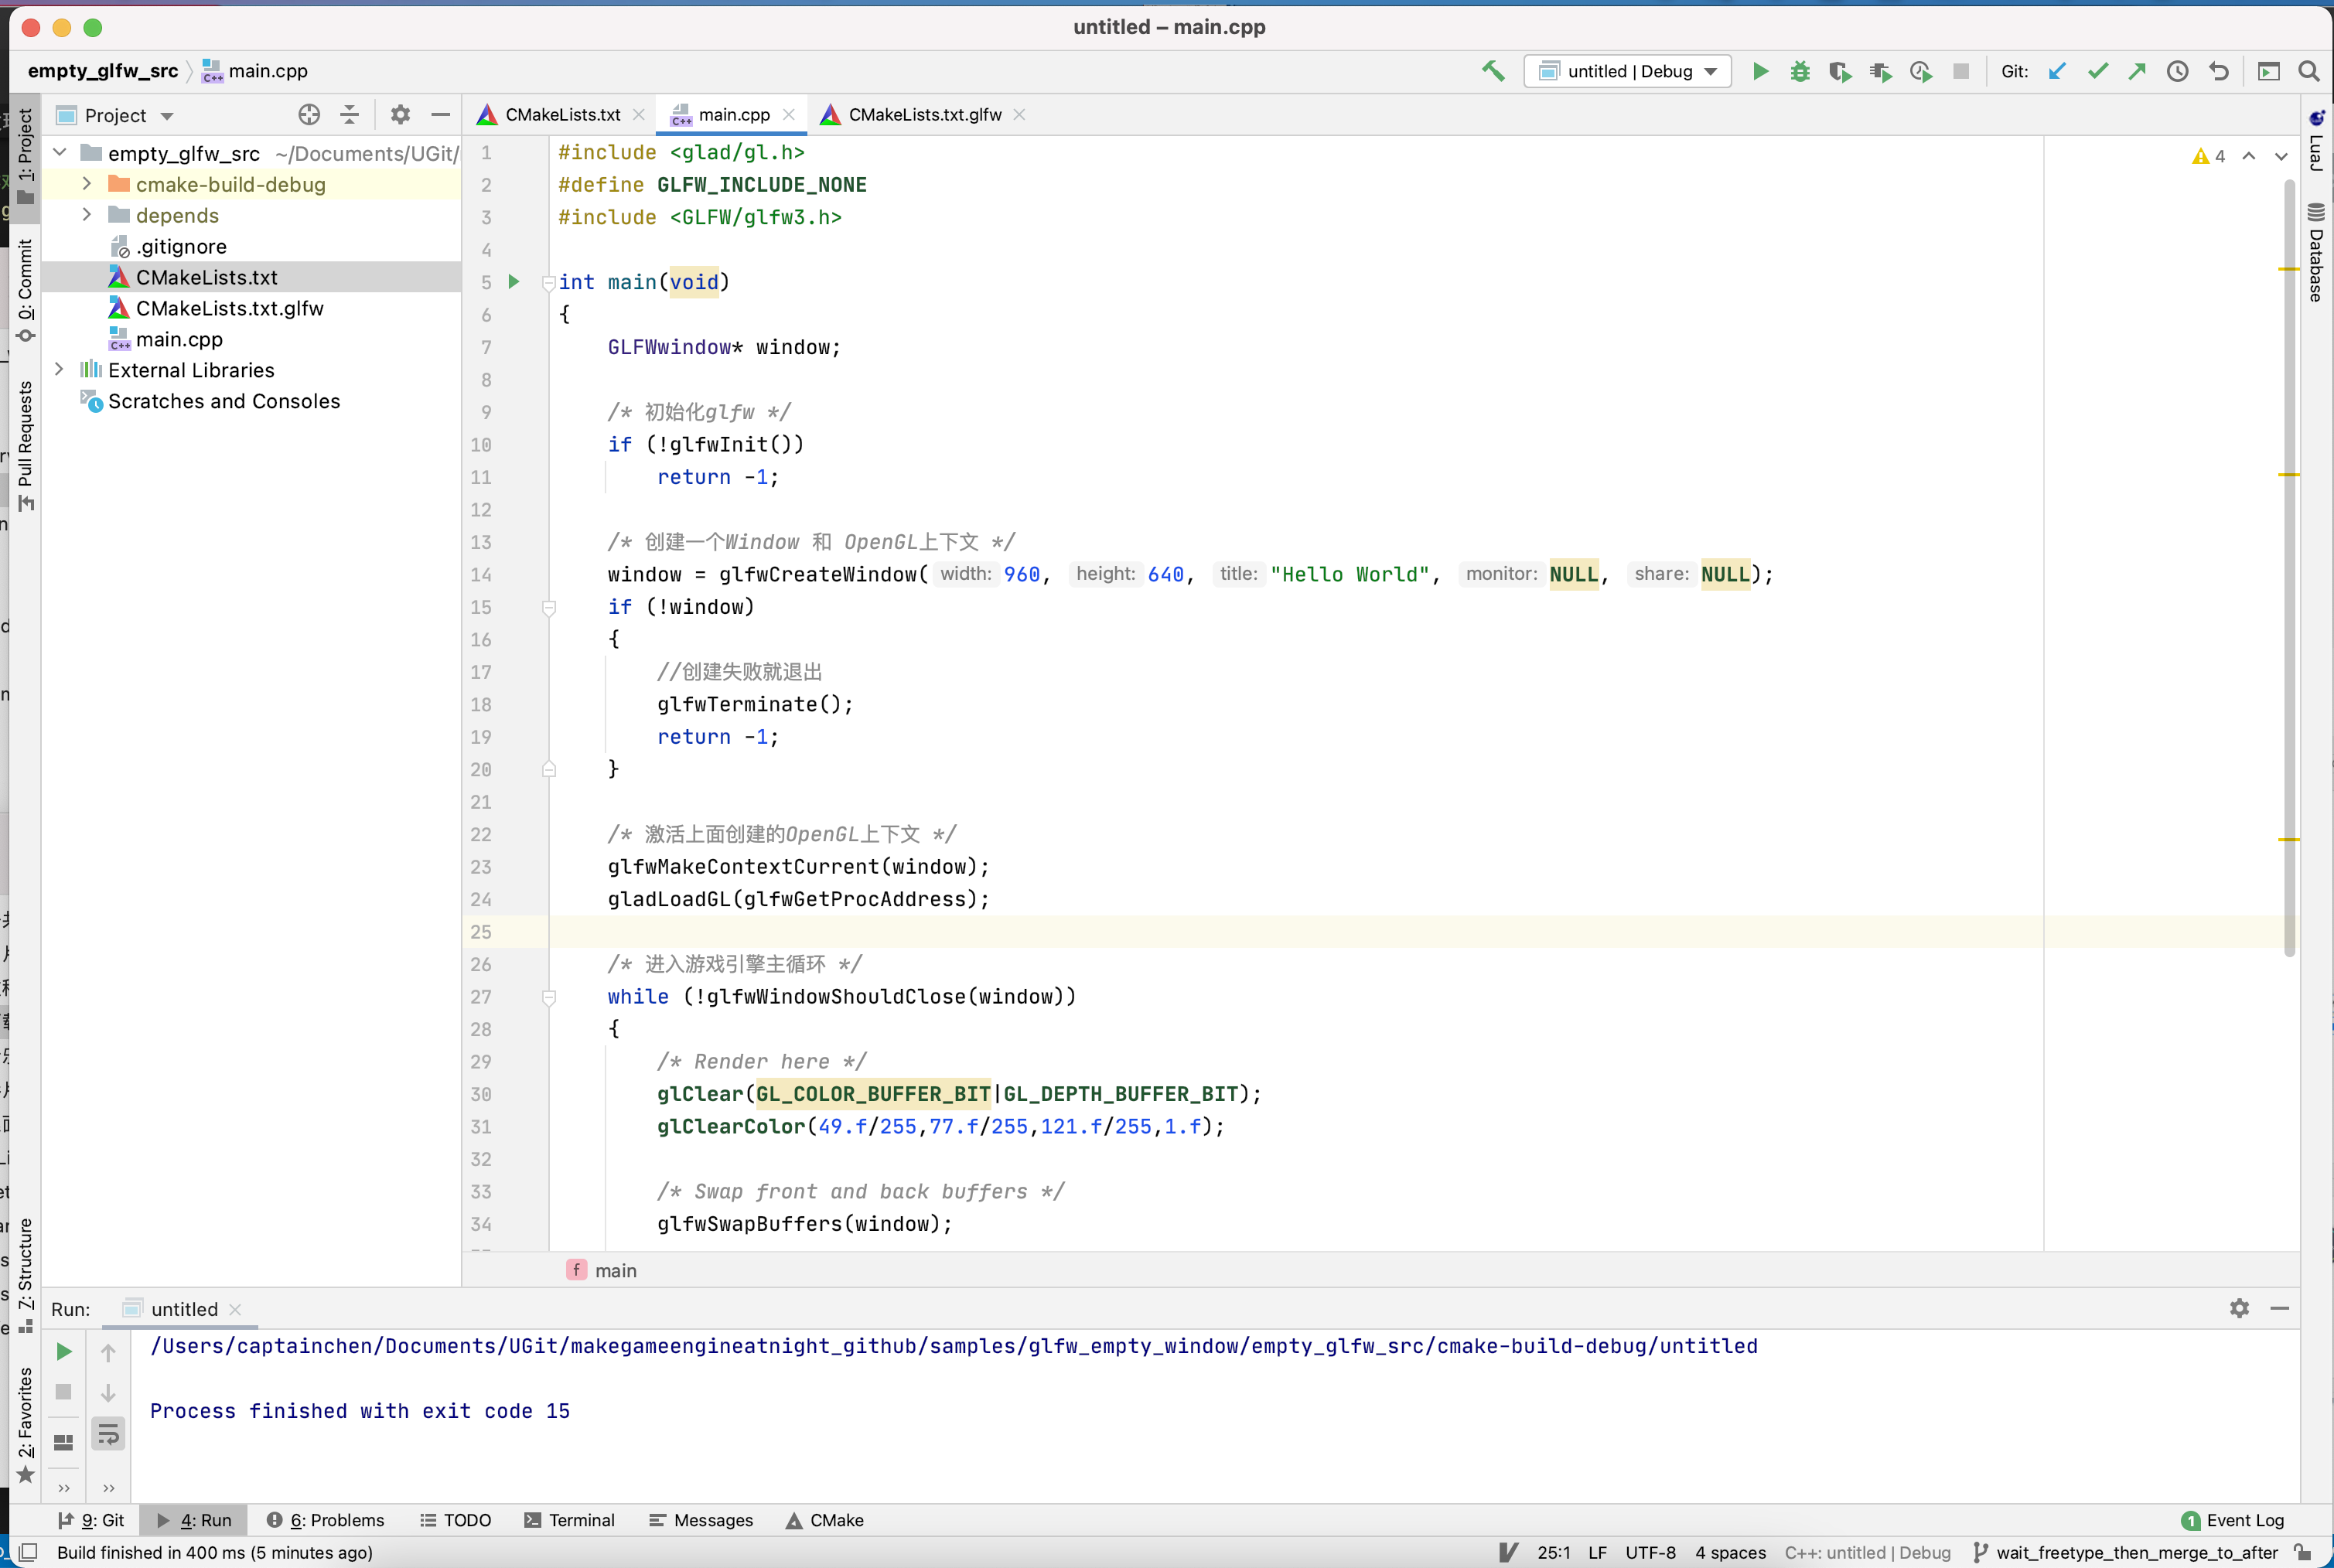 untitled – main.cpp
empty_glfw_src main.cpp
untitled | Debug
Git:
Project
CMakeLists.txt
main.cpp
CMakeLists.txt.glfw
1: Project
0: Commit
Pull Requests
7: Structure
2: Favorites
empty_glfw_src ~/Documents/UGit/
cmake-build-debug
depends
.gitignore
CMakeLists.txt
CMakeLists.txt.glfw
main.cpp
External Libraries
Scratches and Consoles
4
LuaJ
Database
1 #include <glad/gl.h>
2 #define GLFW_INCLUDE_NONE
3 #include <GLFW/glfw3.h>
4
5 int main(void)
6 {
7 GLFWwindow* window;
8
9 /* 初始化glfw */
10 if (!glfwInit())
11 return -1;
12
13 /* 创建一个Window 和 OpenGL上下文 */
14 window = glfwCreateWindow( width: 960, height: 640, title: "Hello World", monitor: NULL, share: NULL);
15 if (!window)
16 {
17 //创建失败就退出
18 glfwTerminate();
19 return -1;
20 }
21
22 /* 激活上面创建的OpenGL上下文 */
23 glfwMakeContextCurrent(window);
24 gladLoadGL(glfwGetProcAddress);
25
26 /* 进入游戏引擎主循环 */
27 while (!glfwWindowShouldClose(window))
28 {
29 /* Render here */
30 glClear(GL_COLOR_BUFFER_BIT|GL_DEPTH_BUFFER_BIT);
31 glClearColor(49.f/255,77.f/255,121.f/255,1.f);
32
33 /* Swap front and back buffers */
34 glfwSwapBuffers(window);
f main
Run: untitled
/Users/captainchen/Documents/UGit/makegameengineatnight_github/samples/glfw_empty_window/empty_glfw_src/cmake-build-debug/untitled
Process finished with exit code 15
9: Git
4: Run
6: Problems
TODO
Terminal
Messages
CMake
1 Event Log
Build finished in 400 ms (5 minutes ago)
25:1 LF UTF-8 4 spaces C++: untitled | Debug wait_freetype_then_merge_to_after